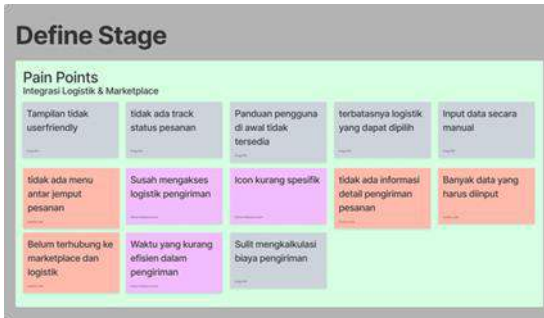 Define Stage
Pain Points
Integrasi Logistik & Marketplace
Tampilan tidak
userfriendly
tidak ada track
status pesanan
Panduan pengguna
di awal tidak
tersedia
terbatasnya logistik
yang dapat dipilih
Input data secara
manual
tidak ada menu
antar jemput
pesanan
Susah mengakses
logistik pengiriman
Icon kurang spesifik
tidak ada informasi
detail pengiriman
pesanan
Banyak data yang
harus diinput
Belum terhubung ke
marketplace dan
logistik
Waktu yang kurang
efisien dalam
pengiriman
Sulit mengkalkulasi
biaya pengiriman